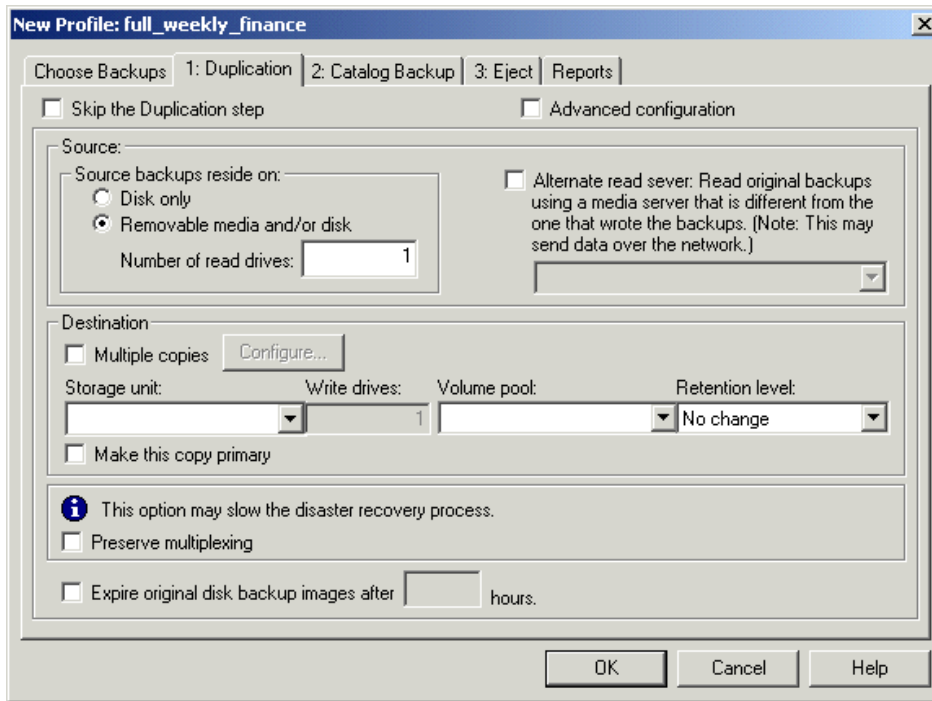 New Profile: full_weekly_finance
Choose Backups 1: Duplication 2: Catalog Backup 3: Eject Reports
Skip the Duplication step Advanced configuration
Source:
Source backups reside on:
Disk only
Removable media and/or disk
Number of read drives: 1
Alternate read sever: Read original backups
using a media server that is different from the
one that wrote the backups. (Note: This may
send data over the network.)
Destination
Multiple copies Configure...
Storage unit: Write drives: Volume pool: Retention level:
1 No change
Make this copy primary
This option may slow the disaster recovery process.
Preserve multiplexing
Expire original disk backup images after hours.
OK Cancel Help